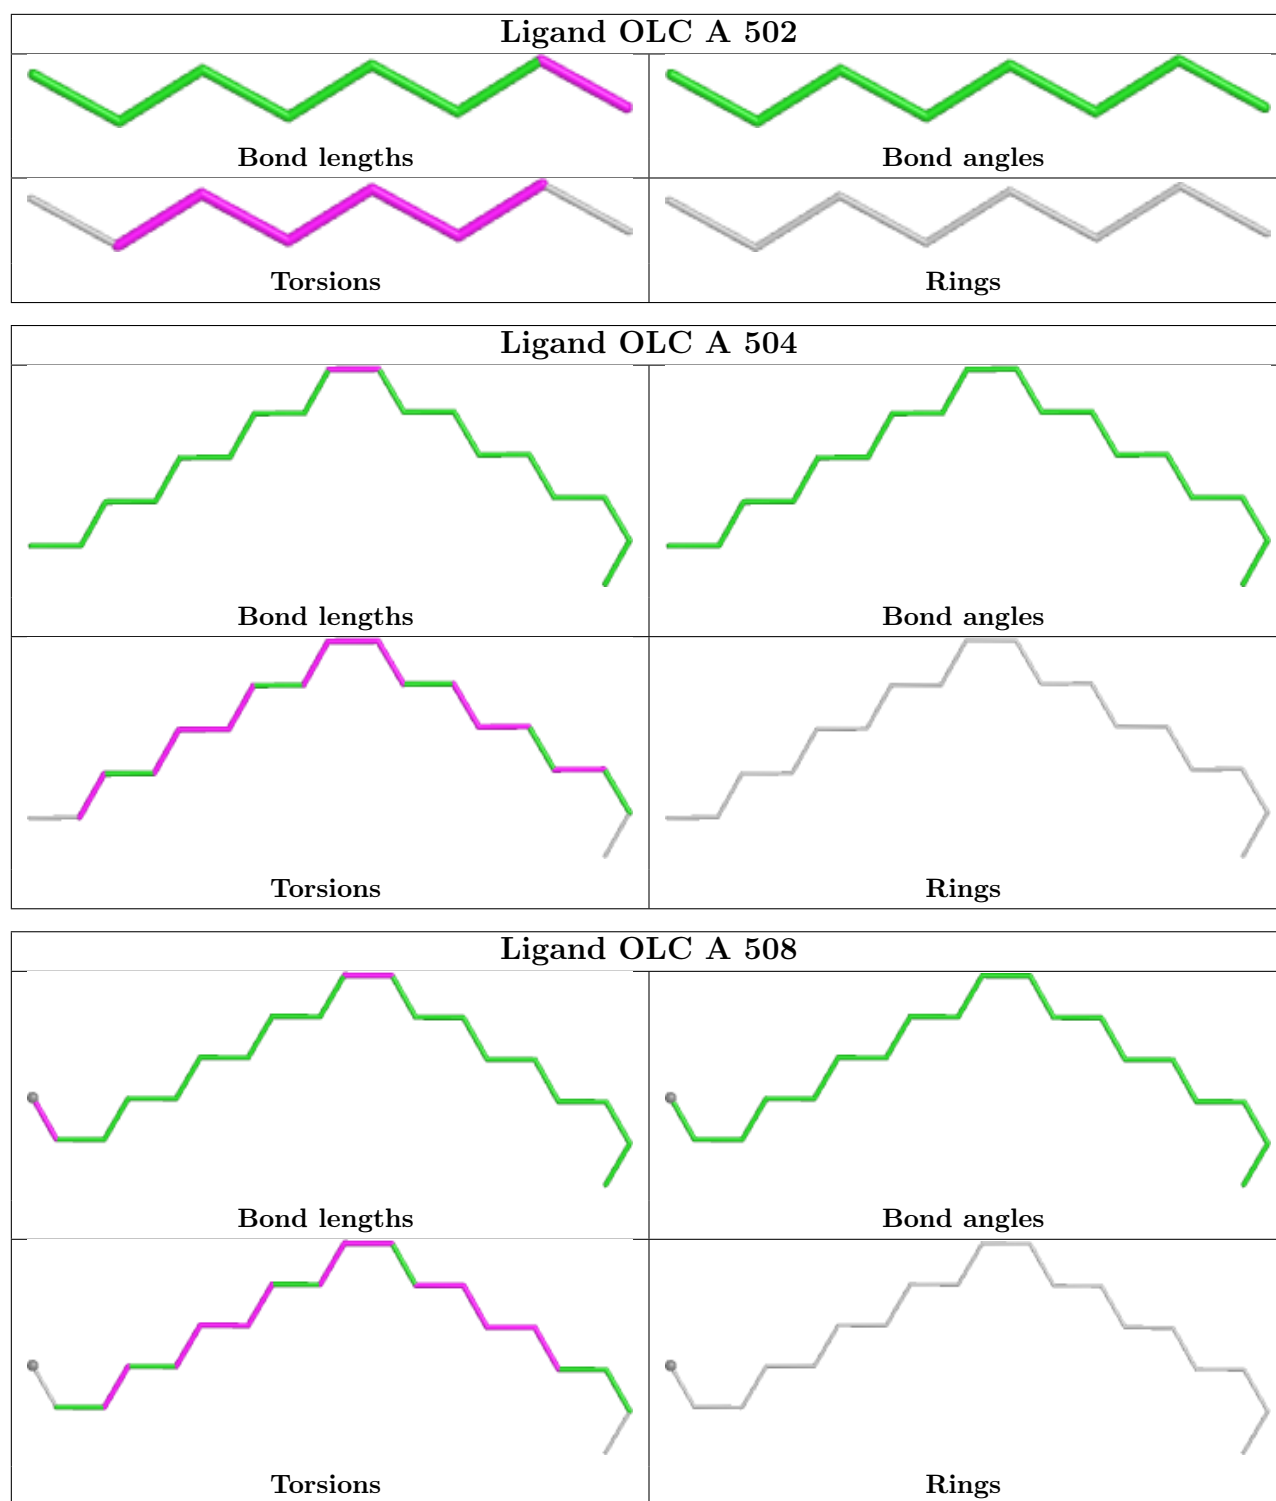 Ligand OLC A 502
Bond lengths
Bond angles
Torsions
Rings
Ligand OLC A 504
Bond lengths
Bond angles
Torsions
Rings
Ligand OLC A 508
Bond lengths
Bond angles
Torsions
Rings